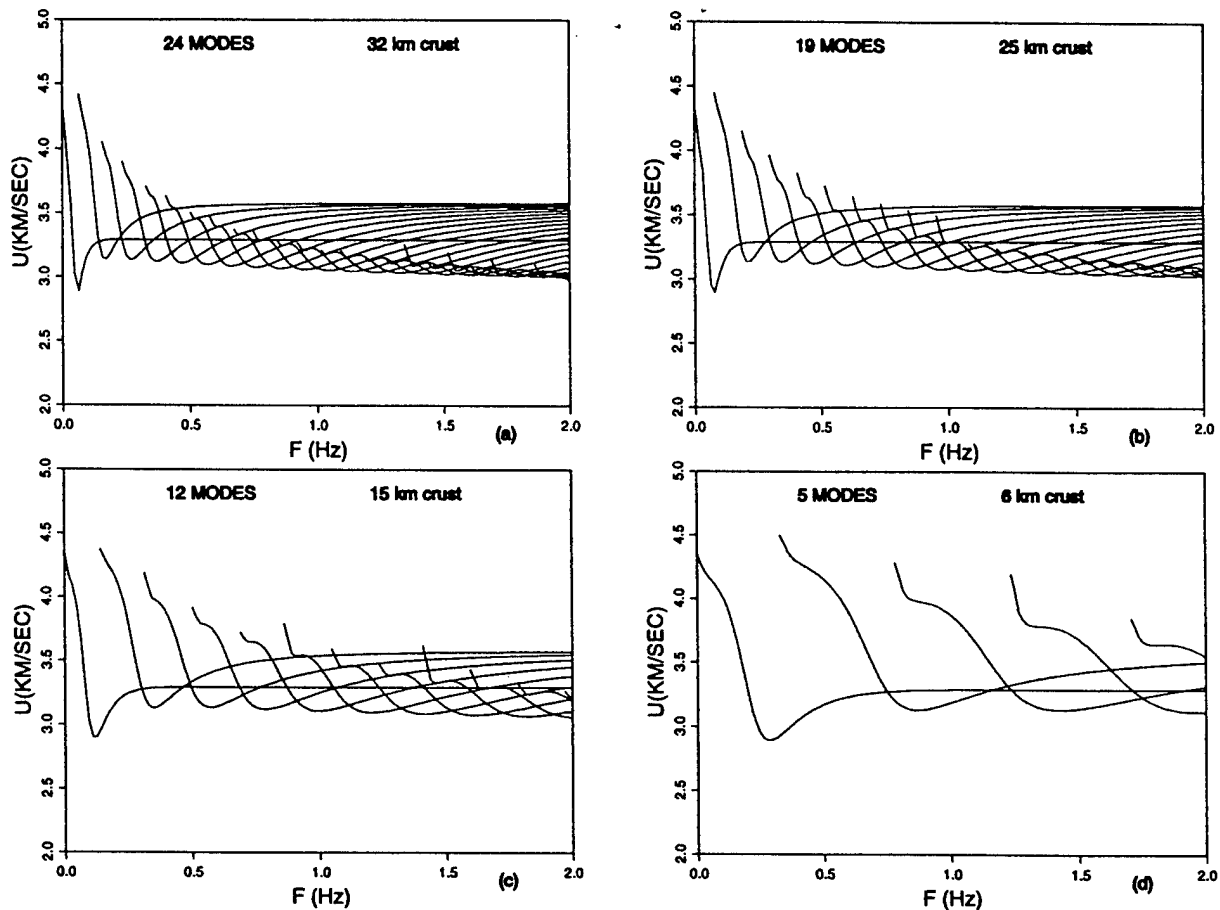 24 MODES 32 km crust
U(KM/SEC)
5.0
4.5
4.0
3.5
3.0
2.5
2.0
0.0 0.5 1.0 1.5 2.0
F (Hz)
(a)
19 MODES 25 km crust
U(KM/SEC)
5.0
4.5
4.0
3.5
3.0
2.5
2.0
0.0 0.5 1.0 1.5 2.0
F (Hz)
(b)
12 MODES 15 km crust
U(KM/SEC)
5.0
4.5
4.0
3.5
3.0
2.5
2.0
0.0 0.5 1.0 1.5 2.0
F (Hz)
(c)
5 MODES 6 km crust
U(KM/SEC)
5.0
4.5
4.0
3.5
3.0
2.5
2.0
0.0 0.5 1.0 1.5 2.0
F (Hz)
(d)